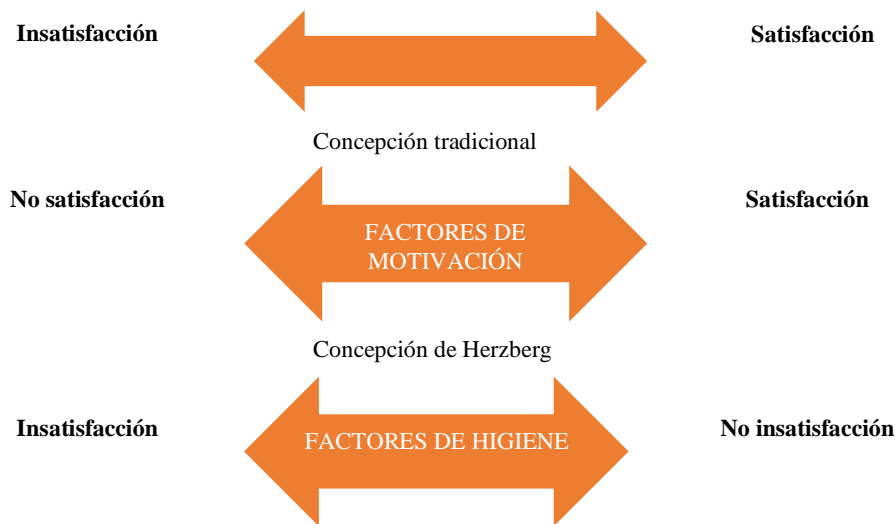 Insatisfacción
Satisfacción
Concepción tradicional
No satisfacción
Satisfacción
FACTORES DE
MOTIVACIÓN
Concepción de Herzberg
Insatisfacción
FACTORES DE HIGIENE
No insatisfacción